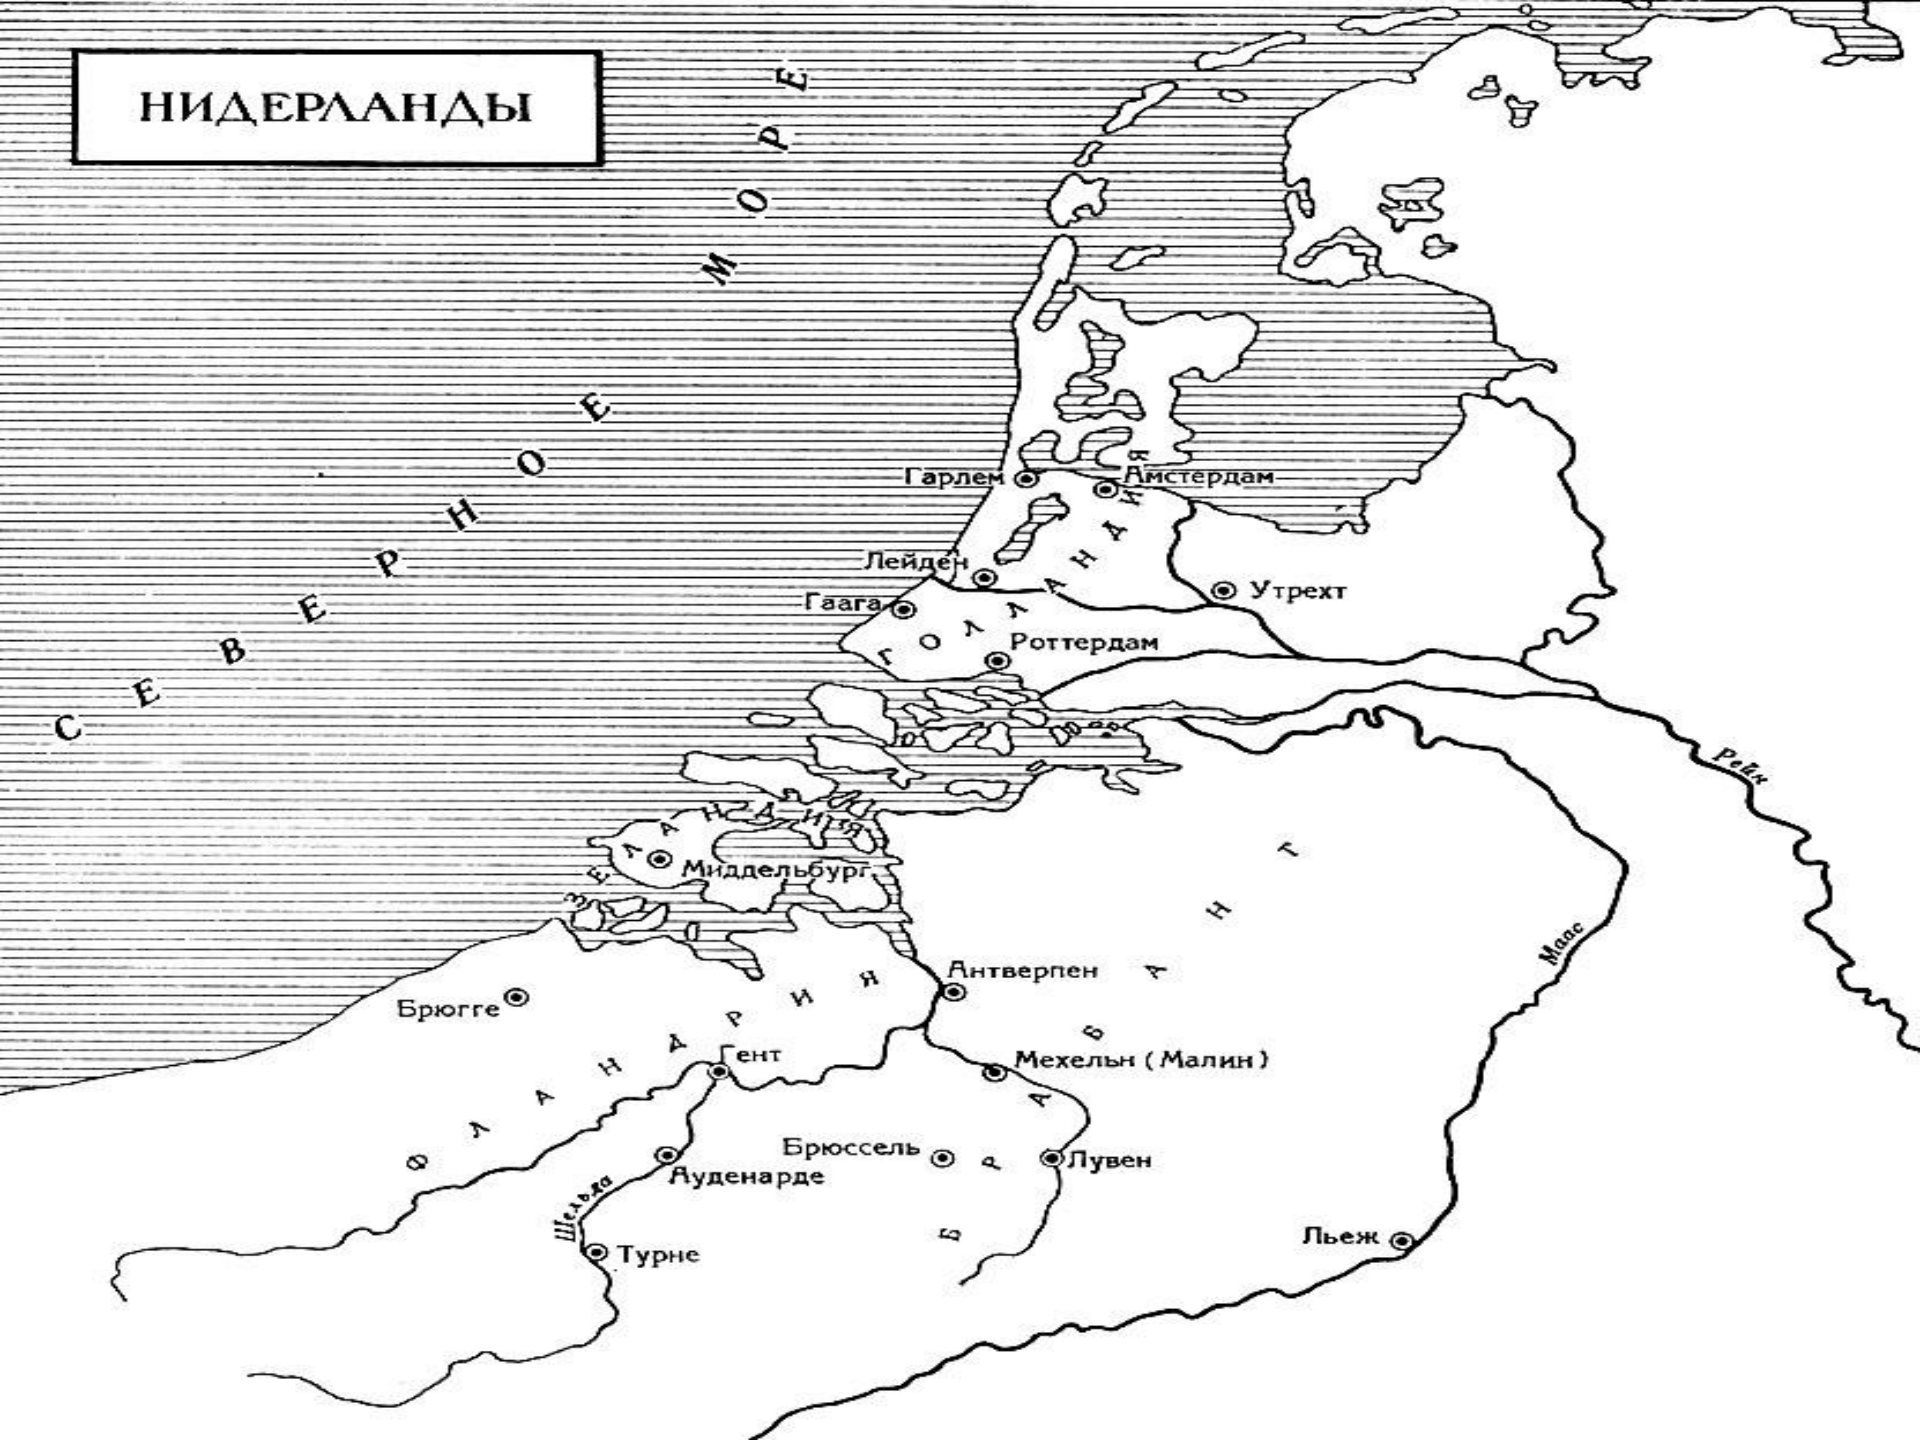 НИДЕРЛАНДЫ
СЕВЕРНОЕ МОРЕ
Гарлем
Амстердам
Лейден
Гаага
ГОЛЛАНДИЯ
Утрехт
Роттердам
Рейн
ЗЕЛАНДИЯ
Миддельбург
Маас
БРАБАНТ
Антверпен
Брюгге
ФЛАНДРИЯ
Гент
Мехельн (Малин)
Брюссель
Лувен
Ауденарде
Шельда
Турне
Льеж